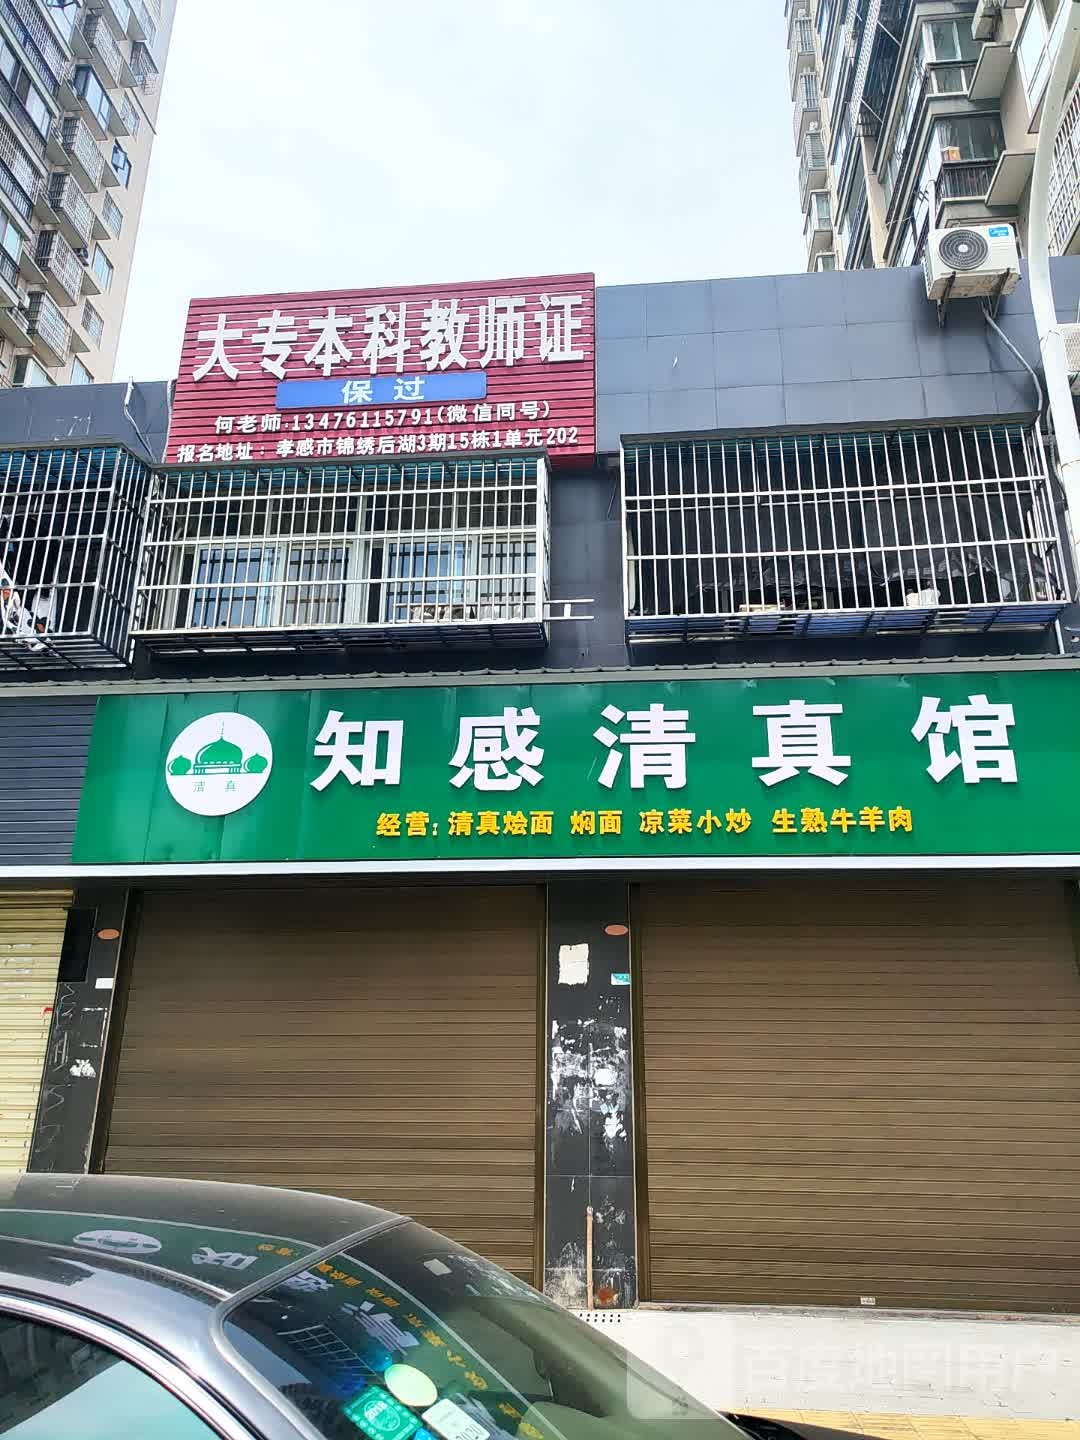 大专本科教师证
保过
何老师:13476115791(微信同号)
报名地址：孝感市锦绣后湖3期15栋1单元202
知感清真馆
清真
经营:清真烩面 焖面 凉菜小炒 生熟牛羊肉
百度地图用户